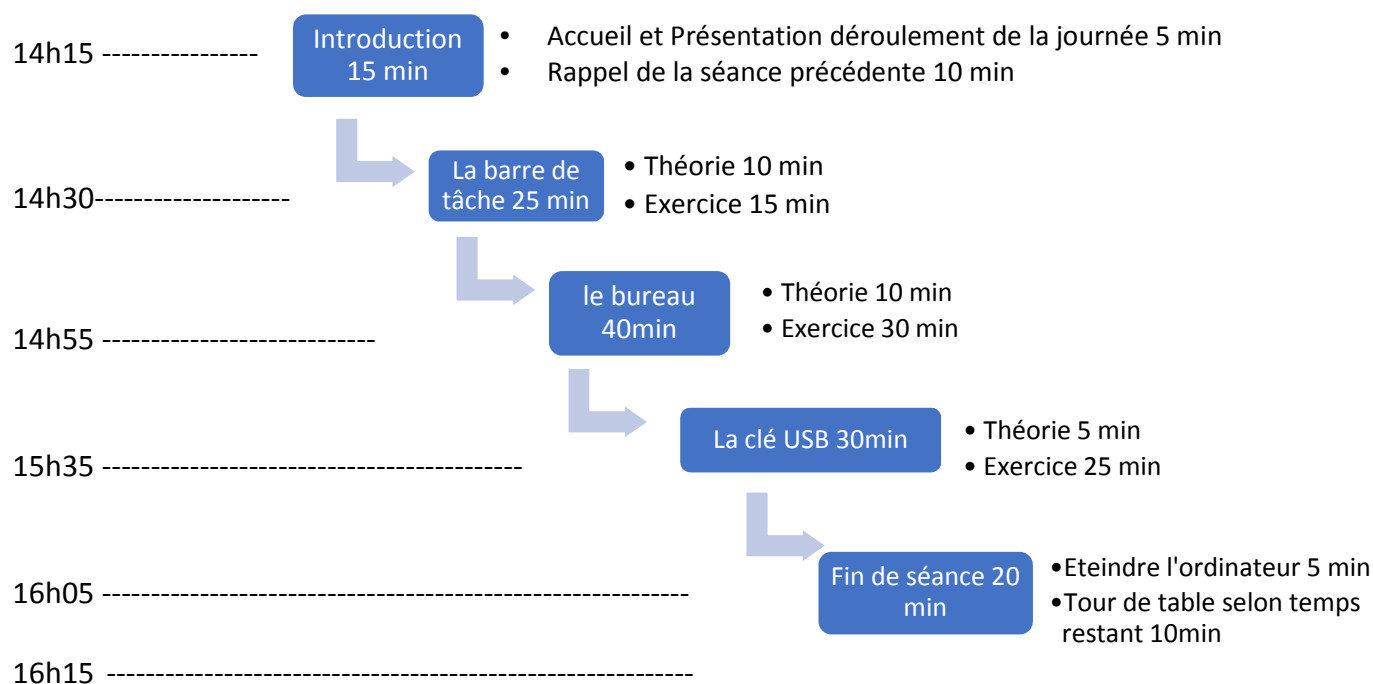 14h15 ---------------
Introduction
15 min
• Accueil et Présentation déroulement de la journée 5 min
• Rappel de la séance précédente 10 min
14h30--------------------
La barre de
tâche 25 min
• Théorie 10 min
• Exercice 15 min
14h55 ----------------------------
le bureau
40min
• Théorie 10 min
• Exercice 30 min
15h35 -------------------------------------------
La clé USB 30min
• Théorie 5 min
• Exercice 25 min
16h05 ------------------------------------------------------------
Fin de séance 20
min
•Eteindre l'ordinateur 5 min
•Tour de table selon temps
restant 10min
16h15 ------------------------------------------------------------